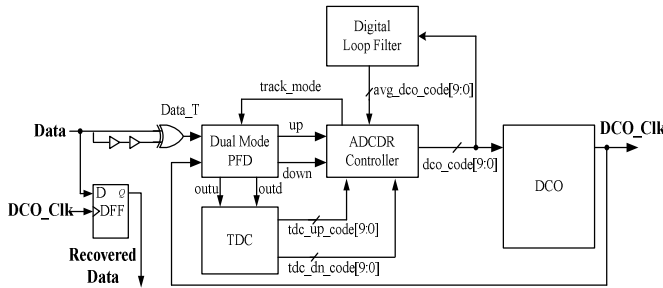 Digital
Loop Filter
track_mode
avg_dco_code[9:0]
Data_T
Data
Dual Mode
PFD
up
down
ADCDR
Controller
dco_code[9:0]
DCO
DCO_Clk
outu
outd
D
Q
DFF
DCO_Clk
TDC
tdc_up_code[9:0]
tdc_dn_code[9:0]
Recovered
Data